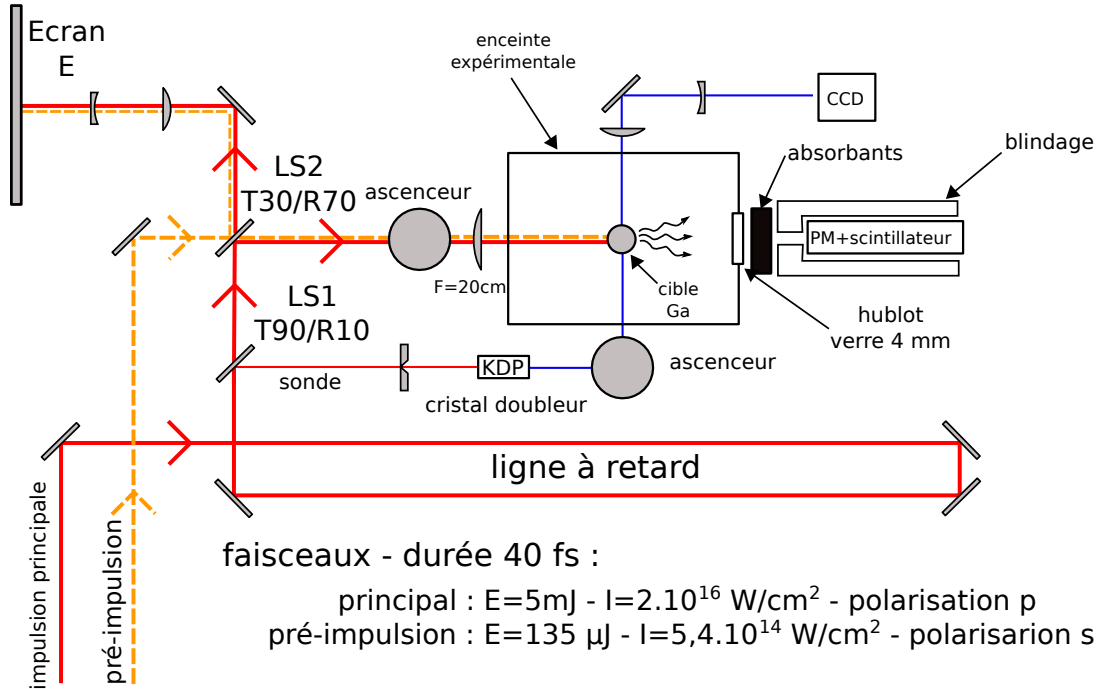 Ecran
E
enceinte
expérimentale
CCD
blindage
absorbants
LS2
T30/R70
ascenceur
PM+scintillateur
F=20cm
cible
Ga
LS1
T90/R10
hublot
verre 4 mm
ascenceur
sonde
KDP
cristal doubleur
ligne à retard
impulsion principale
pré-impulsion
faisceaux - durée 40 fs :
principal : E=5mJ - I=2.10¹⁶ W/cm² - polarisation p
pré-impulsion : E=135 µJ - I=5,4.10¹⁴ W/cm² - polarisarion s